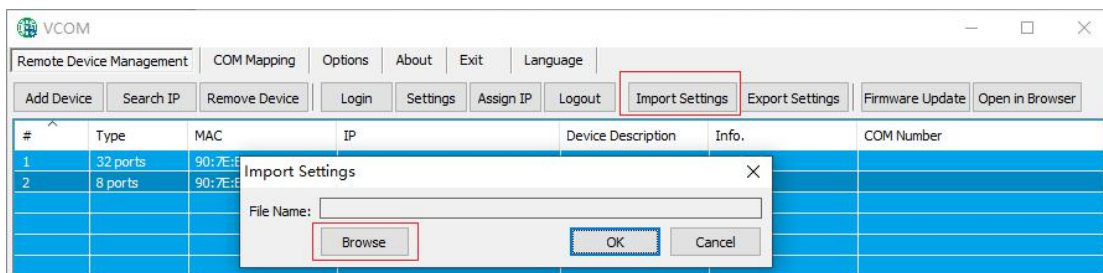 VCOM
Remote Device Management COM Mapping Options About Exit Language
Add Device Search IP Remove Device Login Settings Assign IP Logout Import Settings Export Settings Firmware Update Open in Browser
# Type MAC IP Device Description Info. COM Number
1 32 ports 90:7E:
2 8 ports 90:7E:
Import Settings
File Name:
Browse OK Cancel